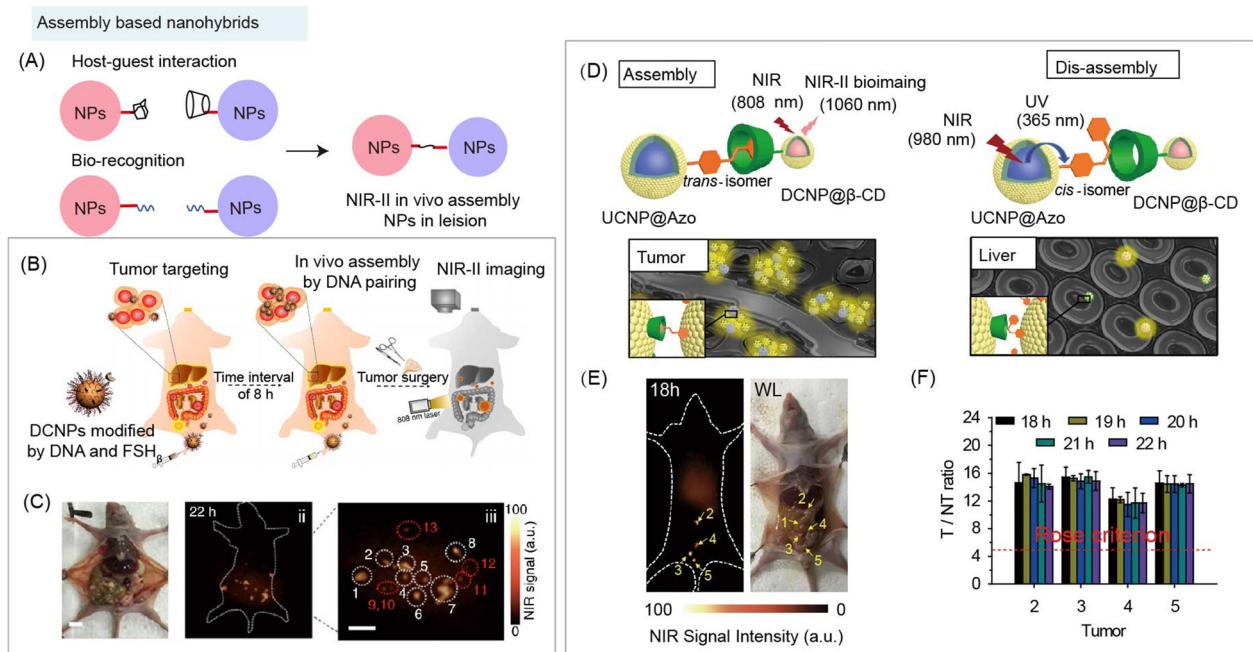 Assembly based nanohybrids
(A)
Host-guest interaction
NPs
NPs
Bio-recognition
NPs
NPs
NPs
NPs
NIR-II in vivo assembly
NPs in leision
(B)
Tumor targeting
In vivo assembly
by DNA pairing
NIR-II imaging
Time interval
of 8 h
Tumor surgery
808 nm laser
DCNPs modified
by DNA and FSHβ
(C)
22 h
ii
iii
1
2
3
4
5
6
7
8
9,10
11
12
13
100
0
NIR signal (a.u.)
(D)
Assembly
NIR
(808 nm)
NIR-II bioimaing
(1060 nm)
trans-isomer
DCNP@β-CD
UCNP@Azo
Dis-assembly
UV
(365 nm)
NIR
(980 nm)
cis-isomer
DCNP@β-CD
UCNP@Azo
Tumor
Liver
(E)
18h
2
4
3
5
WL
2
1
4
3
5
100
0
NIR Signal Intensity (a.u.)
(F)
18 h
19 h
20 h
21 h
22 h
T / NT ratio
20
16
12
8
4
0
Rose criterion
2
3
4
5
Tumor